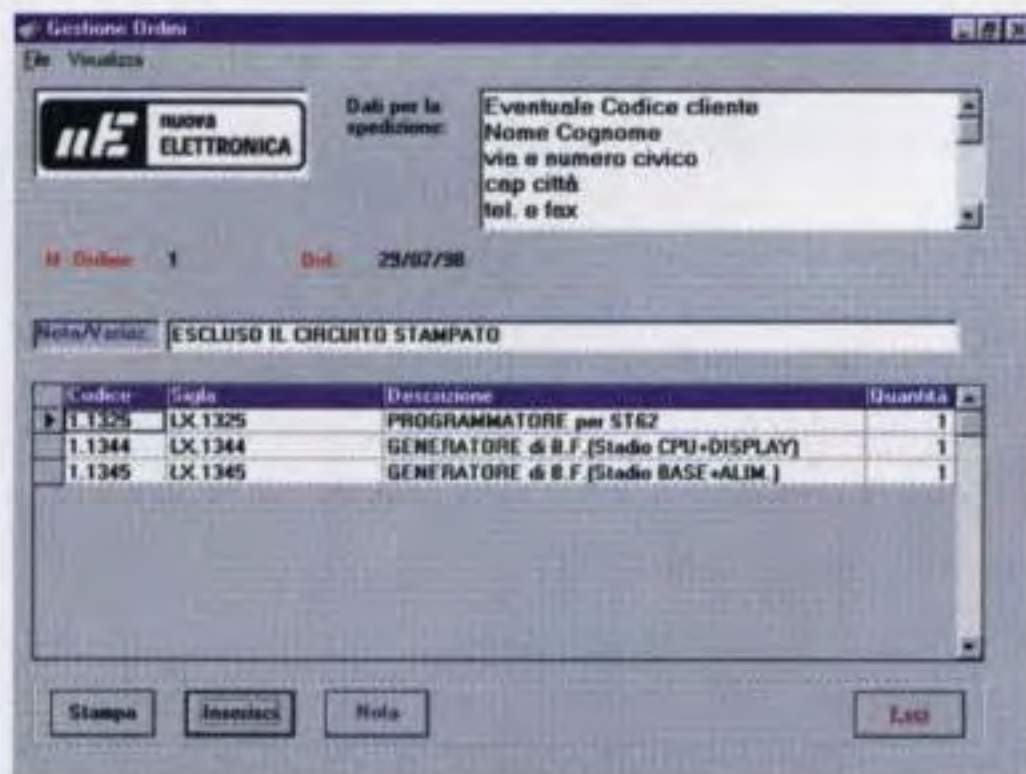 Gestione Ordini
File Visualizza
nE nuova
ELETTRONICA
Dati per la
spedizione:
Eventuale Codice cliente
Nome Cognome
via e numero civico
cap città
tel. e fax
N. Ordine: 1 Del: 29/07/98
Nota/Variaz. ESCLUSO IL CIRCUITO STAMPATO
Codice Sigla Descrizione Quantità
1.1325 LX.1325 PROGRAMMATORE per ST62 1
1.1344 LX.1344 GENERATORE di B.F.(Stadio CPU+DISPLAY) 1
1.1345 LX.1345 GENERATORE di B.F.(Stadio BASE+ALIM.) 1
Stampa Inserisci Nota Esci